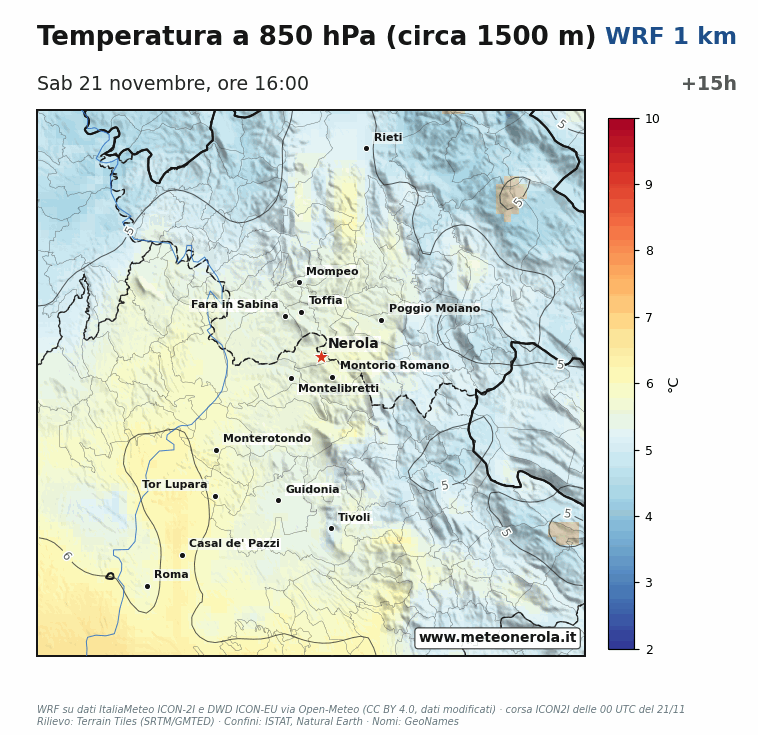 Temperatura a 850 hPa (circa 1500 m) WRF 1 km
Sab 21 novembre, ore 16:00 +15h
5
Rieti
5
5
Mompeo
Toffia
Fara in Sabina
Poggio Moiano
Nerola
Montorio Romano
5
Montelibretti
Monterotondo
Tor Lupara
Guidonia
5
5
Tivoli
5
Casal de' Pazzi
6
Roma
www.meteonerola.it
10
9
8
7
6
5
4
3
2
°C
WRF su dati ItaliaMeteo ICON-2I e DWD ICON-EU via Open-Meteo (CC BY 4.0, dati modificati) · corsa ICON2I delle 00 UTC del 21/11
Rilievo: Terrain Tiles (SRTM/GMTED) · Confini: ISTAT, Natural Earth · Nomi: GeoNames